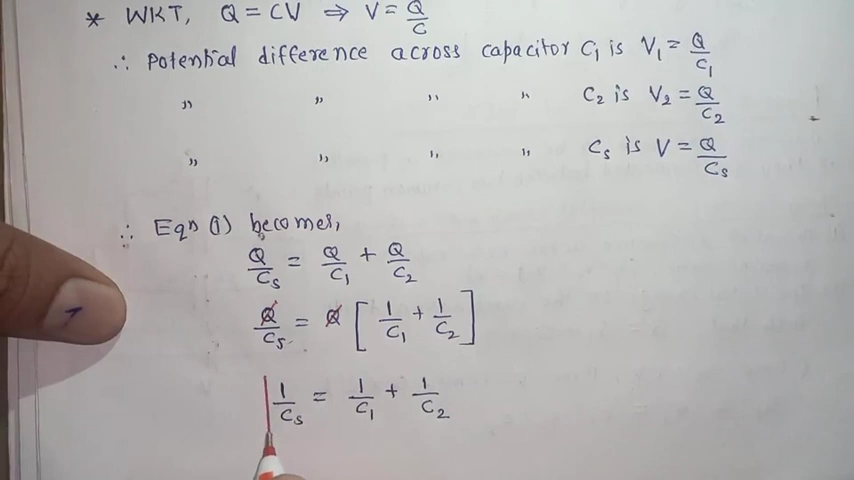 * WKT, Q = CV ⇒ V = Q/C
∴ Potential difference across capacitor C₁ is V₁ = Q/C₁
,, ,, ,, ,, C₂ is V₂ = Q/C₂
,, ,, ,, ,, Cₛ is V = Q/Cₛ
∴ Eqn (1) becomes,
Q/Cₛ = Q/C₁ + Q/C₂
Q/Cₛ = Q [ 1/C₁ + 1/C₂ ]
1/Cₛ = 1/C₁ + 1/C₂